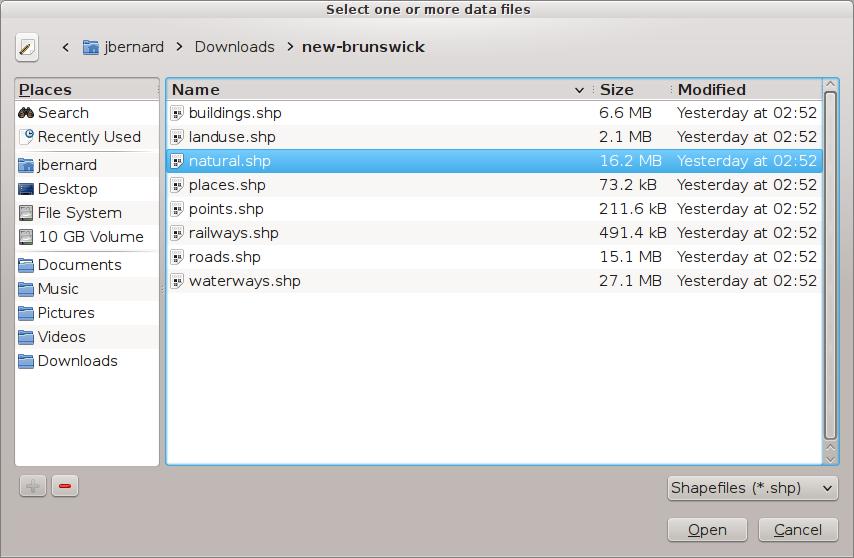 Select one or more data files
jbernard Downloads new-brunswick
Places
Search
Recently Used
jbernard
Desktop
File System
10 GB Volume
Documents
Music
Pictures
Videos
Downloads
Name Size Modified
buildings.shp 6.6 MB Yesterday at 02:52
landuse.shp 2.1 MB Yesterday at 02:52
natural.shp 16.2 MB Yesterday at 02:52
places.shp 73.2 kB Yesterday at 02:52
points.shp 211.6 kB Yesterday at 02:52
railways.shp 491.4 kB Yesterday at 02:52
roads.shp 15.1 MB Yesterday at 02:52
waterways.shp 27.1 MB Yesterday at 02:52
Shapefiles (*.shp)
Open Cancel